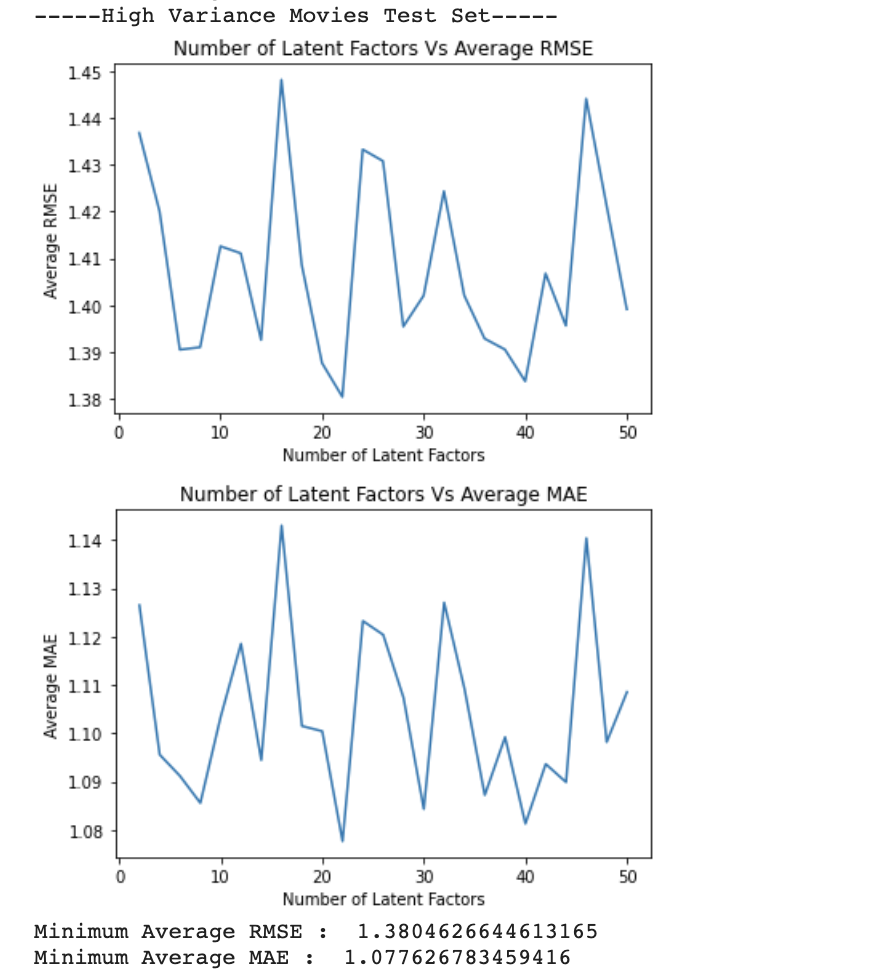 -----High Variance Movies Test Set-----
Number of Latent Factors Vs Average RMSE
1.45
1.44
1.43
1.42
1.41
1.40
1.39
1.38
Average RMSE
0 10 20 30 40 50
Number of Latent Factors
Number of Latent Factors Vs Average MAE
1.14
1.13
1.12
1.11
1.10
1.09
1.08
Average MAE
0 10 20 30 40 50
Number of Latent Factors
Minimum Average RMSE :  1.3804626644613165
Minimum Average MAE :  1.077626783459416